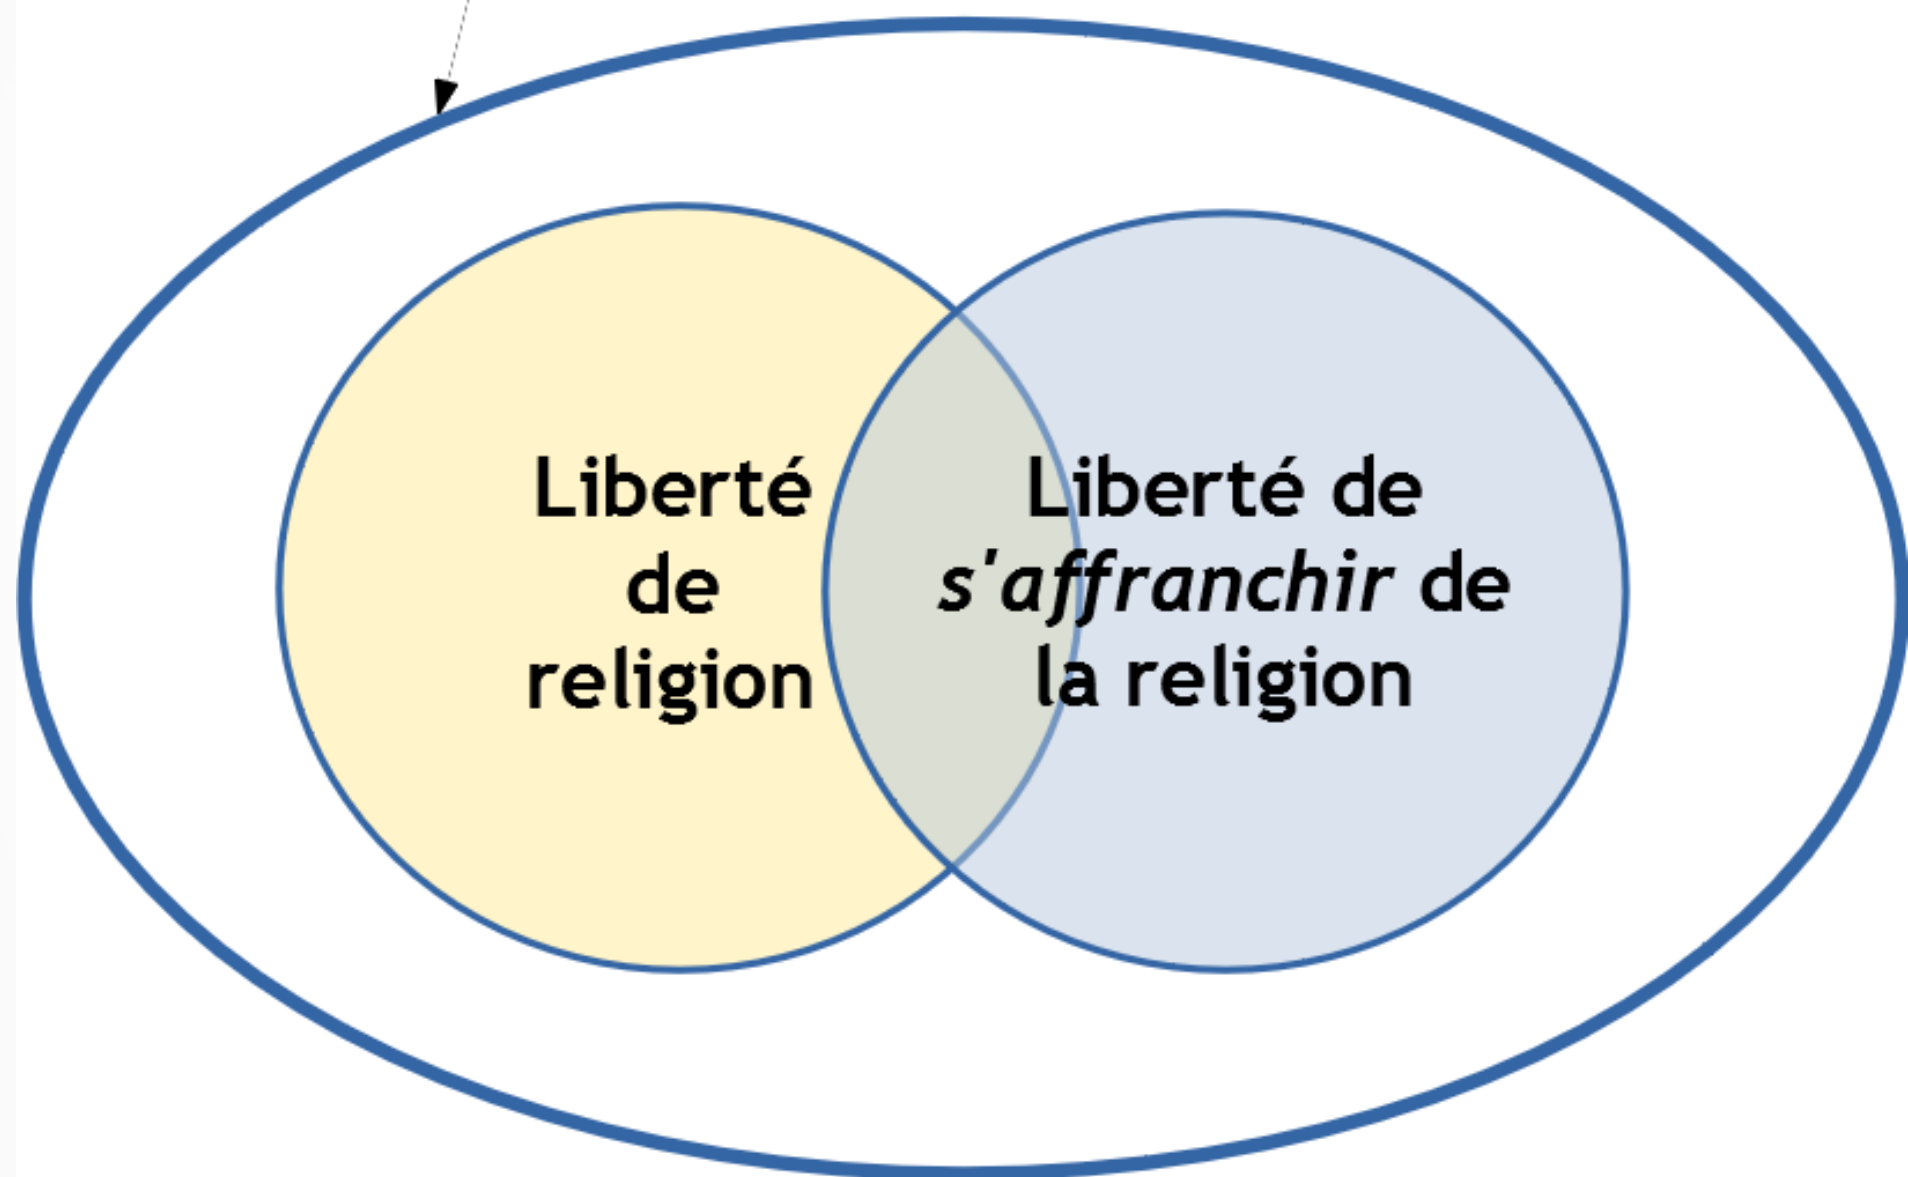 Liberté
de
religion
Liberté de
s'affranchir de
la religion